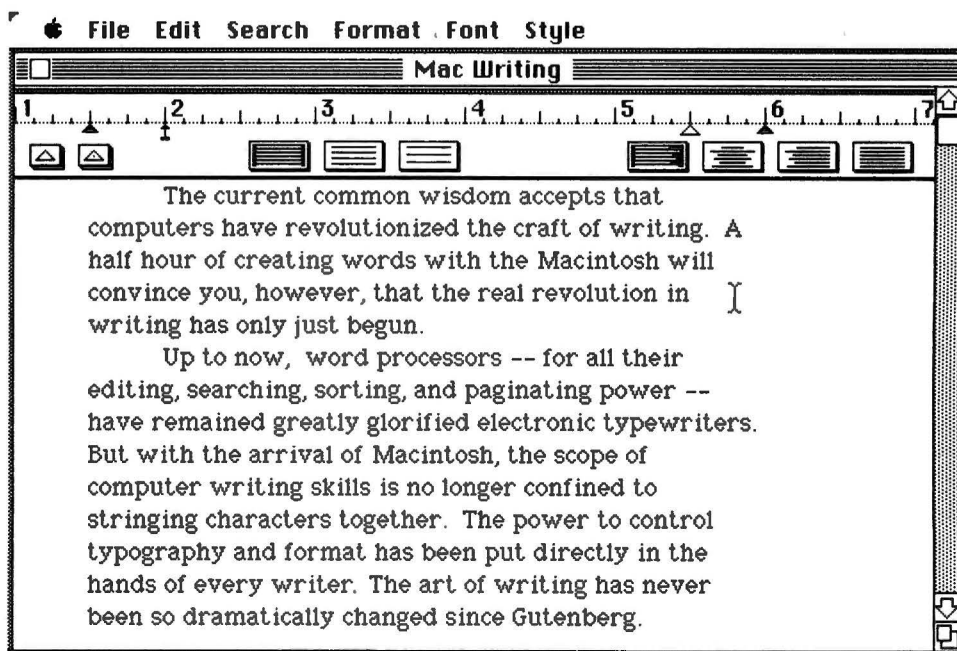 File Edit Search Format Font Style
Mac Writing
1 2 3 4 5 6 7
The current common wisdom accepts that
computers have revolutionized the craft of writing. A
half hour of creating words with the Macintosh will
convince you, however, that the real revolution in
writing has only just begun.
Up to now, word processors -- for all their
editing, searching, sorting, and paginating power --
have remained greatly glorified electronic typewriters.
But with the arrival of Macintosh, the scope of
computer writing skills is no longer confined to
stringing characters together. The power to control
typography and format has been put directly in the
hands of every writer. The art of writing has never
been so dramatically changed since Gutenberg.